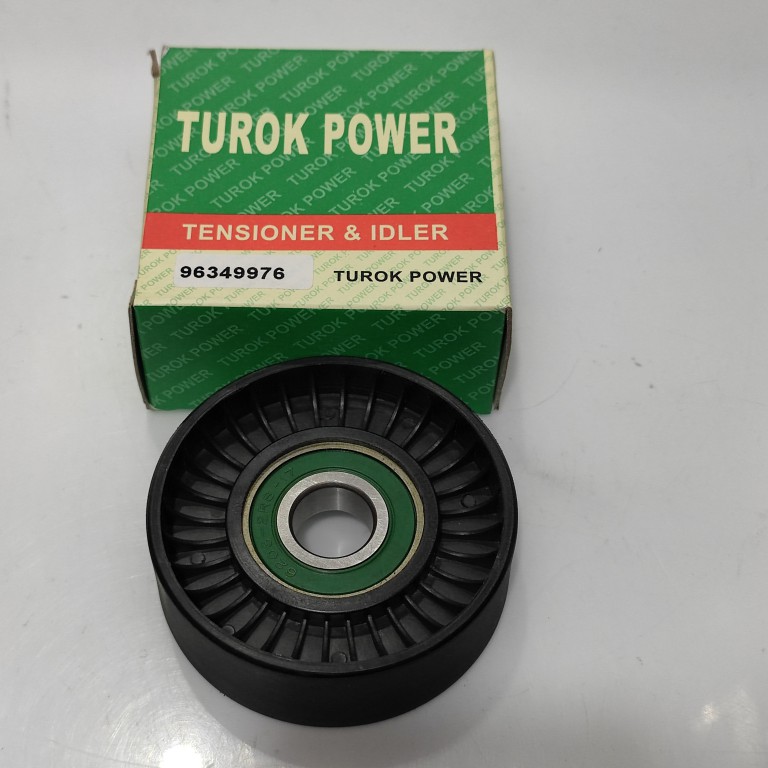 TUROK POWER
TENSIONER & IDLER
96349976 TUROK POWER